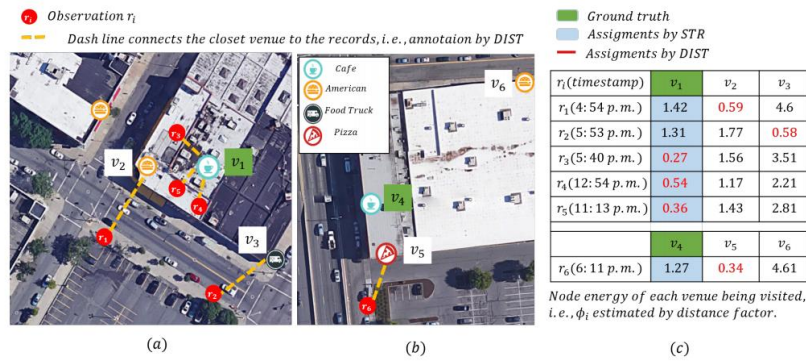 r_i Observation r_i
Dash line connects the closet venue to the records, i.e., annotaion by DIST
v_2
r_3
r_5
r_4
v_1
r_1
v_3
r_2
(a)
Cafe
American
Food Truck
Pizza
v_6
v_4
v_5
r_6
(b)
Ground truth
Assigments by STR
Assigments by DIST
r_i(timestamp) v_1 v_2 v_3
r_1(4:54 p.m.) 1.42 0.59 4.6
r_2(5:53 p.m.) 1.31 1.77 0.58
r_3(5:40 p.m.) 0.27 1.56 3.51
r_4(12:54 p.m.) 0.54 1.17 2.21
r_5(11:13 p.m.) 0.36 1.43 2.81
v_4 v_5 v_6
r_6(6:11 p.m.) 1.27 0.34 4.61
Node energy of each venue being visited,
i.e., ϕ_i estimated by distance factor.
(c)